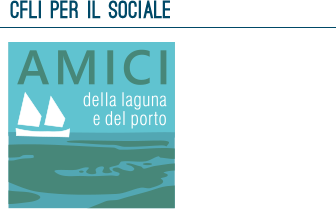 CFLI PER IL SOCIALE
AMICI
della laguna
e del porto